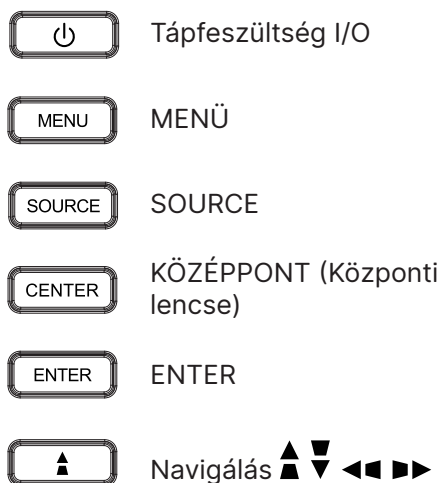 Tápfeszültség I/O
MENU MENÜ
SOURCE SOURCE
CENTER KÖZÉPPONT (Központi
lencse)
ENTER ENTER
Navigálás